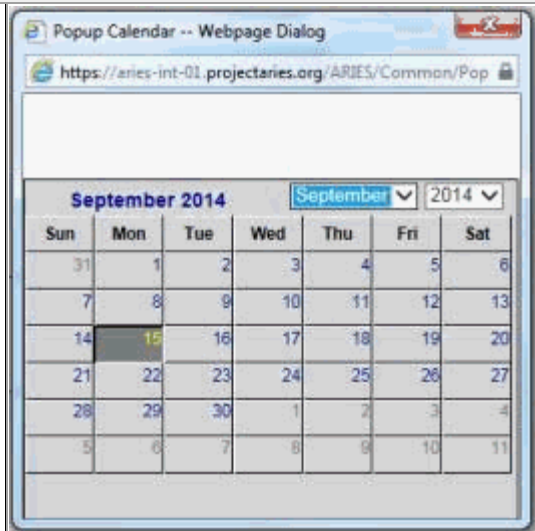 Popup Calendar -- Webpage Dialog
https://aries-int-01.projectaries.org/ARIES/Common/Pop
September 2014 September 2014
Sun Mon Tue Wed Thu Fri Sat
31 1 2 3 4 5 6
7 8 9 10 11 12 13
14 15 16 17 18 19 20
21 22 23 24 25 26 27
28 29 30 1 2 3 4
5 6 7 8 9 10 11